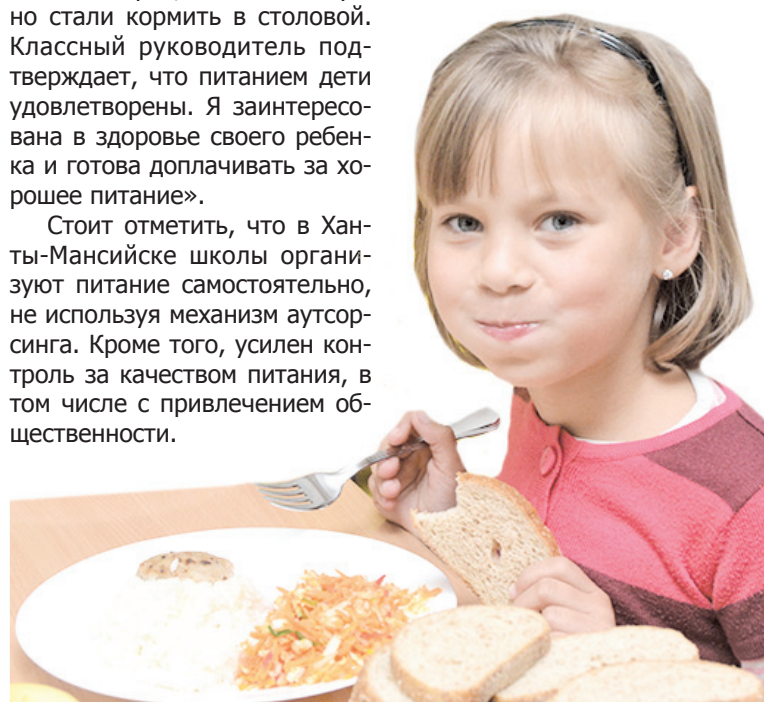 но стали кормить в столовой.
Классный руководитель под-
тверждает, что питанием дети
удовлетворены. Я заинтересо-
вана в здоровье своего ребен-
ка и готова доплачивать за хо-
рошее питание».
Стоит отметить, что в Хан-
ты-Мансийске школы органи-
зуют питание самостоятельно,
не используя механизм аутсор-
синга. Кроме того, усилен кон-
троль за качеством питания, в
том числе с привлечением об-
щественности.